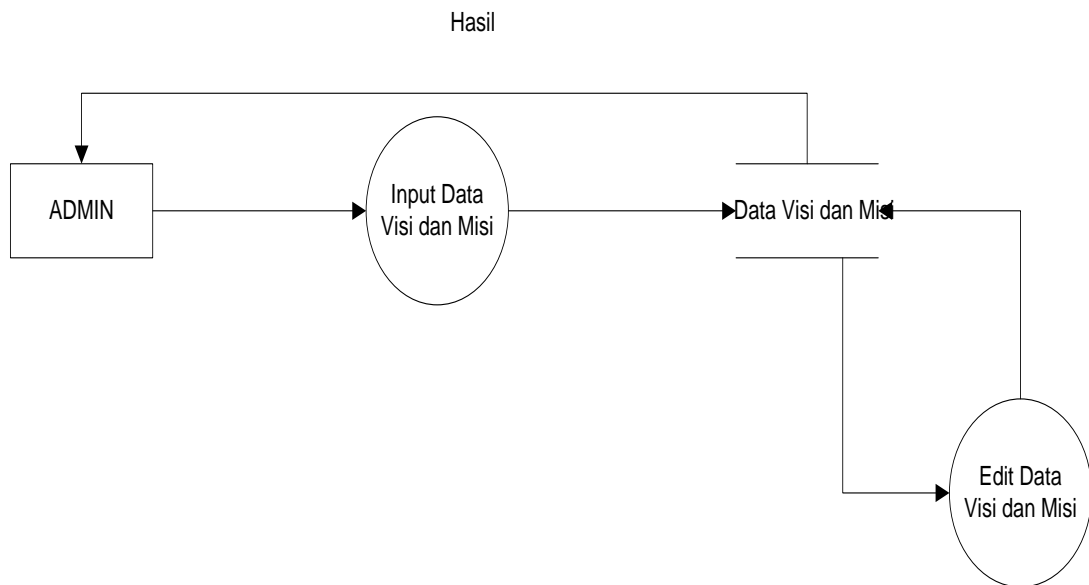 Hasil
ADMIN
Input Data
Visi dan Misi
Data Visi dan Misi
Edit Data
Visi dan Misi